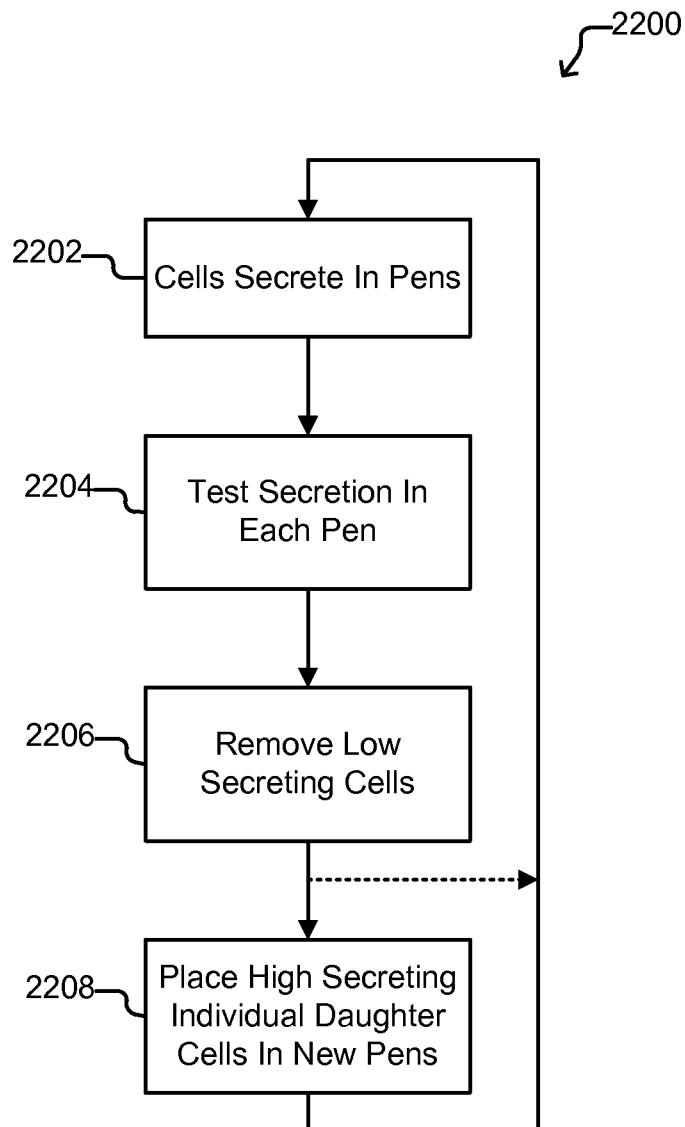 2200
2202
Cells Secrete In Pens
2204
Test Secretion In
Each Pen
2206
Remove Low
Secreting Cells
2208
Place High Secreting
Individual Daughter
Cells In New Pens